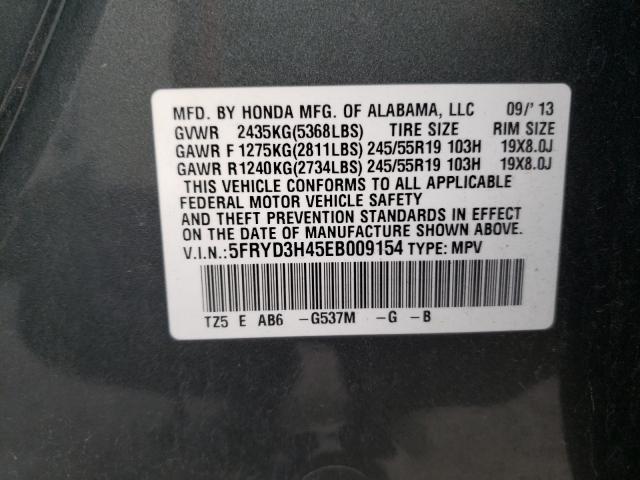 MFD. BY HONDA MFG. OF ALABAMA, LLC 09/'13
GVWR 2435KG(5368LBS) TIRE SIZE RIM SIZE
GAWR F 1275KG(2811LBS) 245/55R19 103H 19X8.0J
GAWR R1240KG(2734LBS) 245/55R19 103H 19X8.0J
THIS VEHICLE CONFORMS TO ALL APPLICABLE
FEDERAL MOTOR VEHICLE SAFETY
AND THEFT PREVENTION STANDARDS IN EFFECT
ON THE DATE OF MANUFACTURE SHOWN ABOVE.
V.I.N.:5FRYD3H45EB009154 TYPE: MPV
TZ5 E AB6 -G537M -G -B